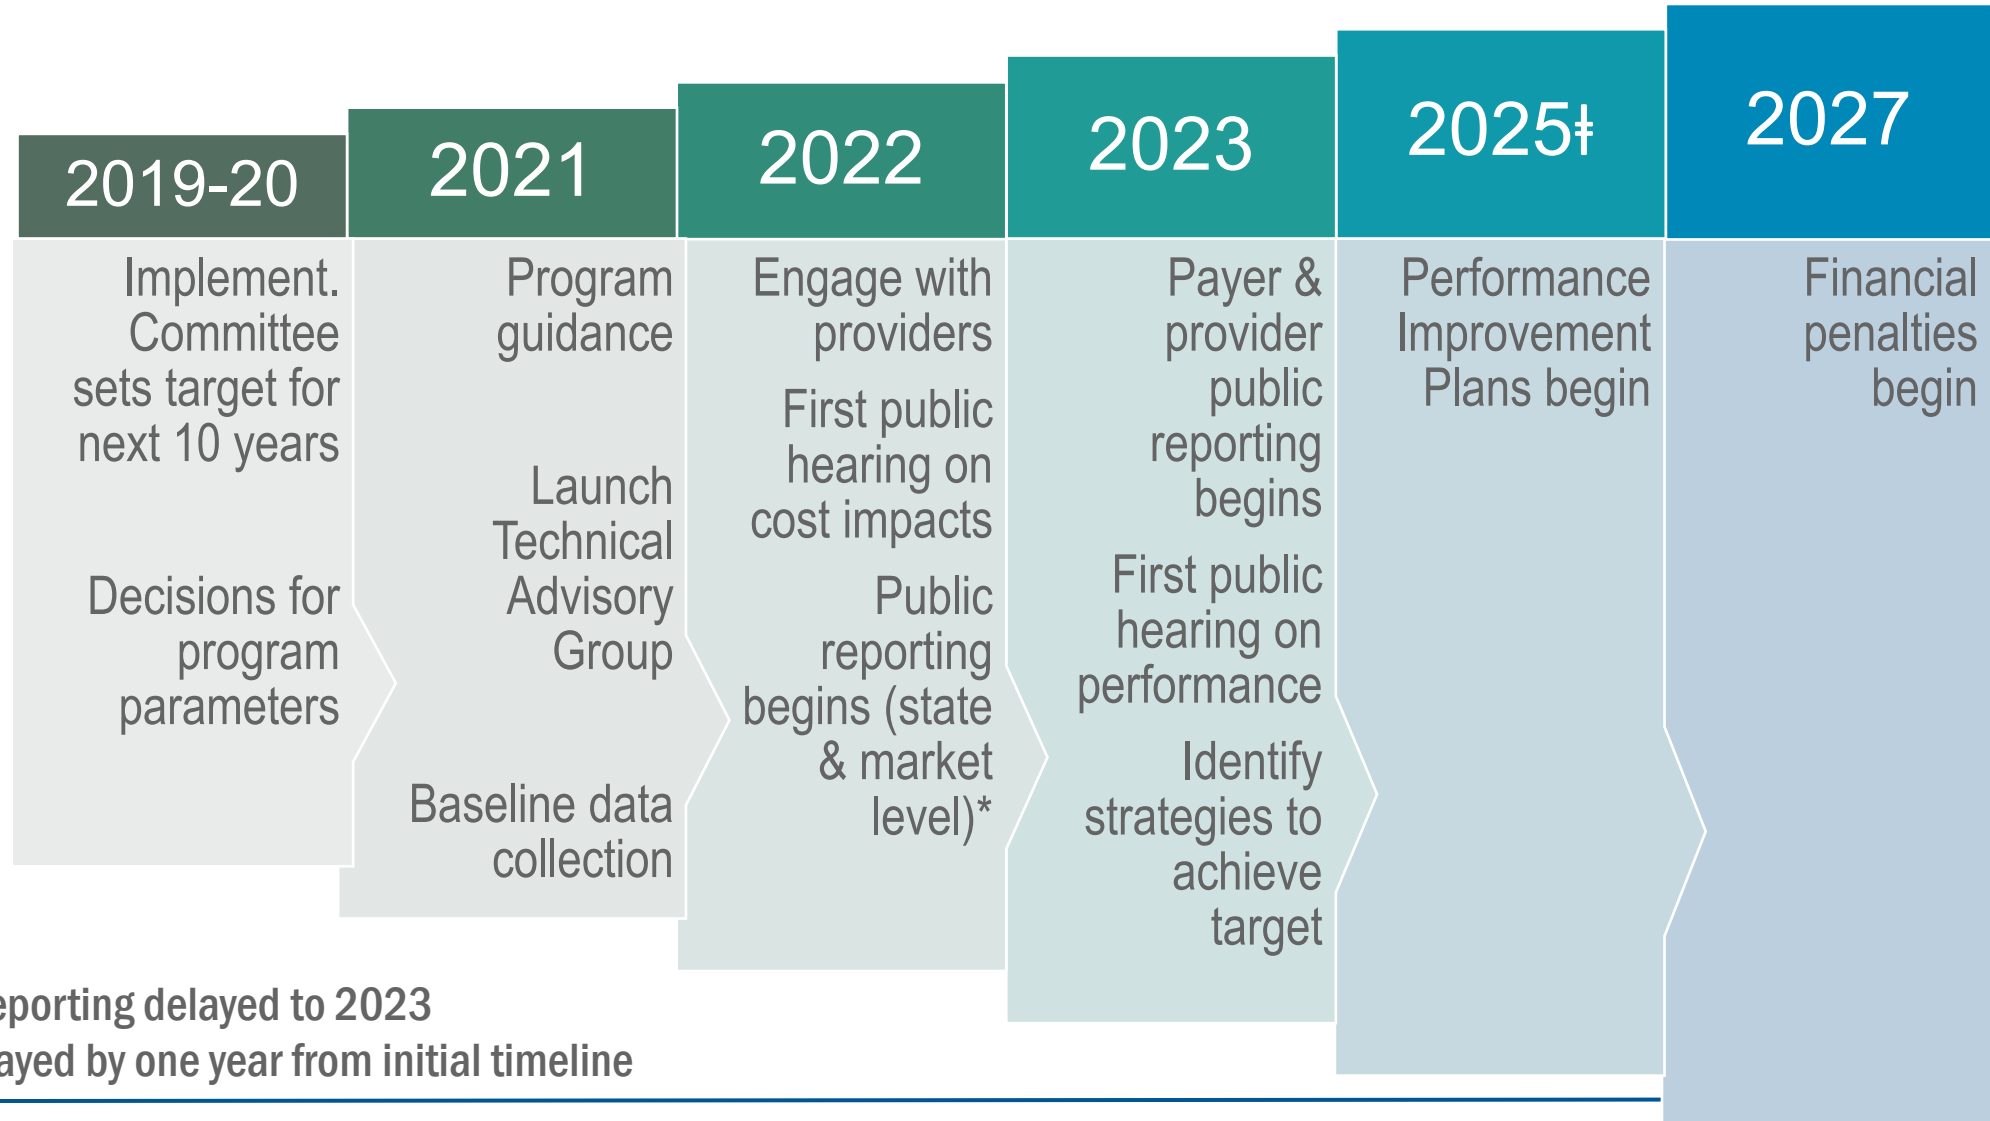 2019-20
Implement.
Committee
sets target for
next 10 years
Decisions for
program
parameters
2021
Program
guidance
Launch
Technical
Advisory
Group
Baseline data
collection
2022
Engage with
providers
First public
hearing on
cost impacts
Public
reporting
begins (state
& market
level)*
2023
Payer &
provider
public
reporting
begins
First public
hearing on
performance
Identify
strategies to
achieve
target
2025ǂ
Performance
Improvement
Plans begin
2027
Financial
penalties
begin
eporting delayed to 2023
ayed by one year from initial timeline